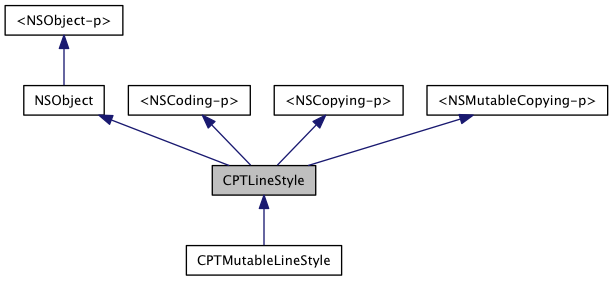 <NSObject-p>
NSObject
<NSCoding-p>
<NSCopying-p>
<NSMutableCopying-p>
CPTLineStyle
CPTMutableLineStyle